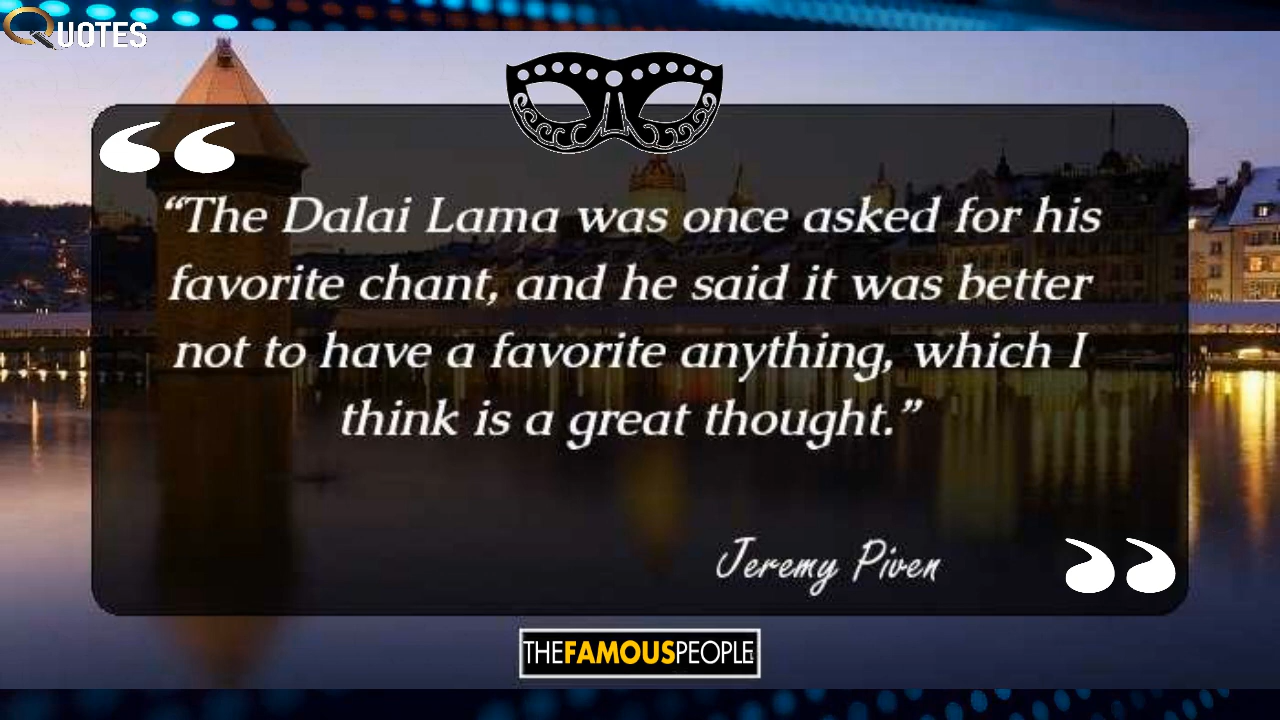 QUOTES
“The Dalai Lama was once asked for his
favorite chant, and he said it was better
not to have a favorite anything, which I
think is a great thought.”
Jeremy Piven
THEFAMOUSPEOPLE